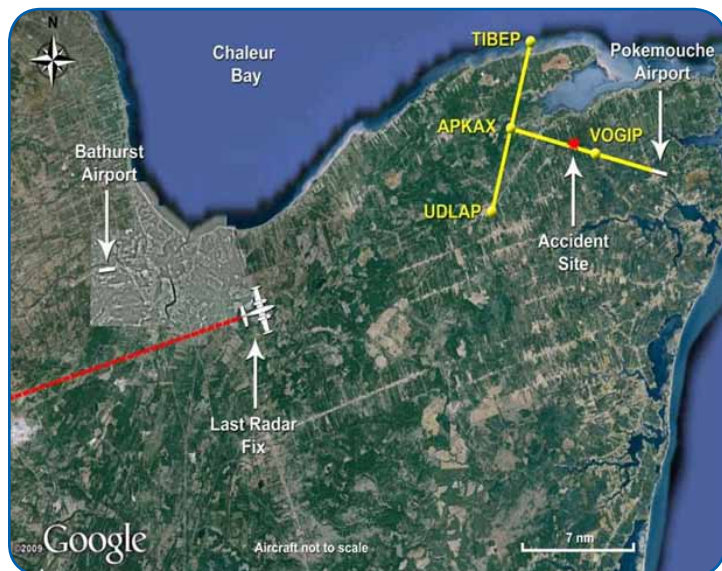 N
Chaleur
Bay
TIBEP
Pokemouche
Airport
APKAX
VOGIP
Bathurst
Airport
UDLAP
Accident
Site
Last Radar
Fix
©2009 Google
Aircraft not to scale
7 nm